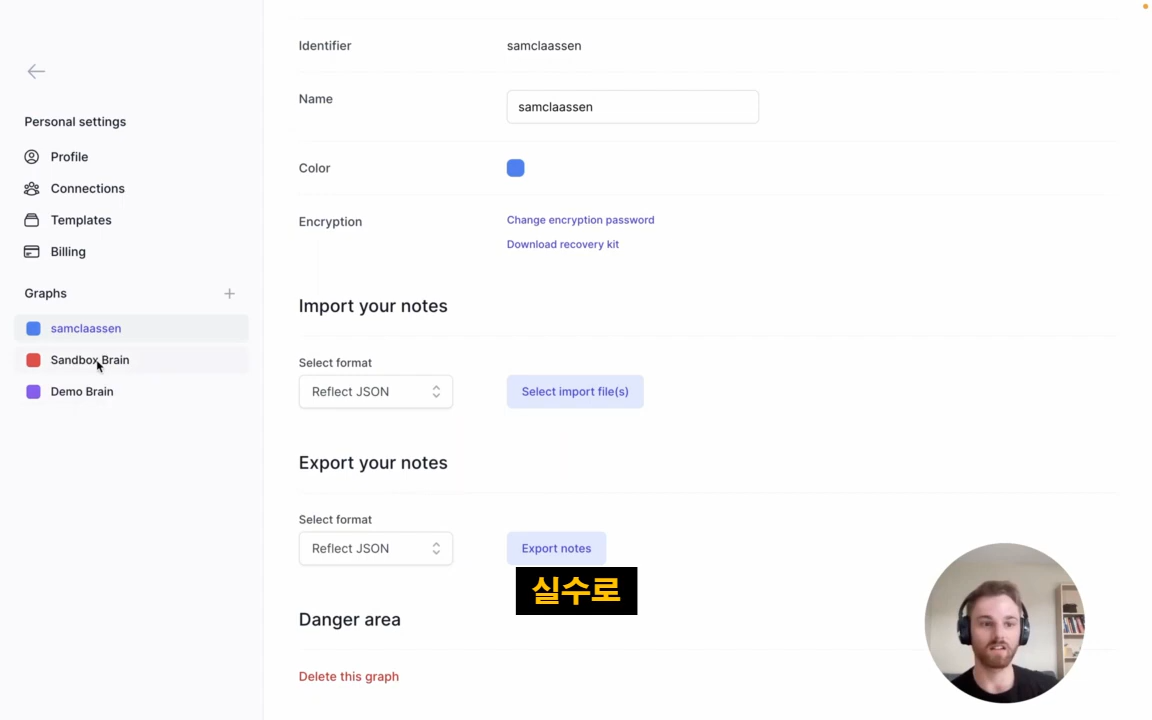 Personal settings
Profile
Connections
Templates
Billing
Graphs
samclaassen
Sandbox Brain
Demo Brain
Identifier
samclaassen
Name
samclaassen
Color
Encryption
Change encryption password
Download recovery kit
Import your notes
Select format
Reflect JSON
Select import file(s)
Export your notes
Select format
Reflect JSON
Export notes
실수로
Danger area
Delete this graph